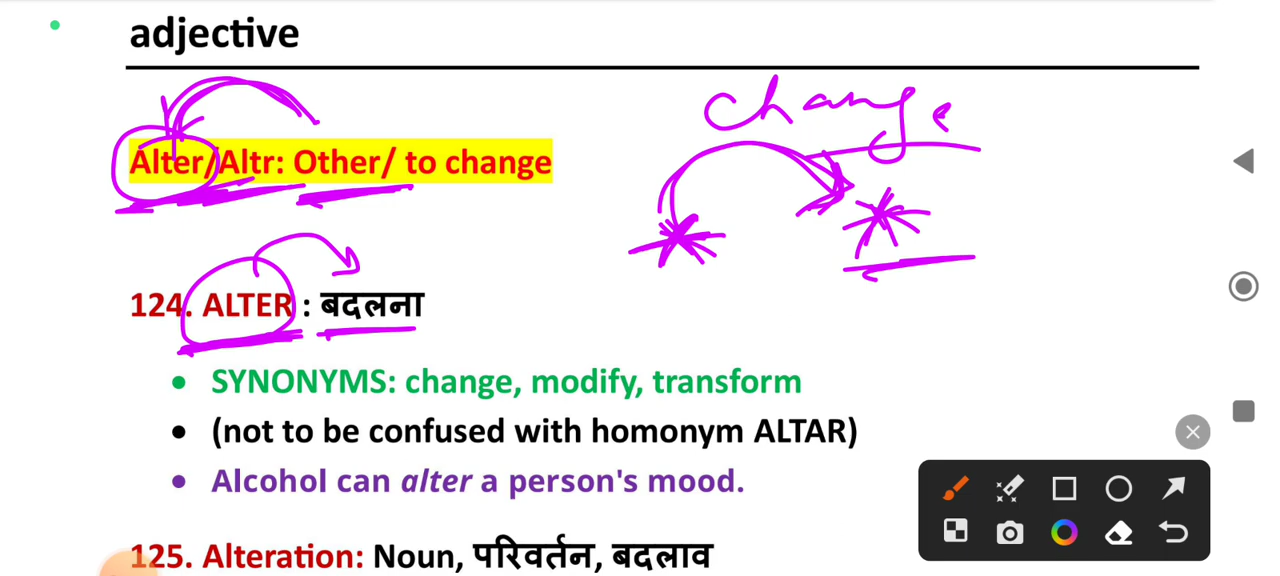 adjective
change
Alter/Altr: Other/ to change
124. ALTER : बदलना
SYNONYMS: change, modify, transform
(not to be confused with homonym ALTAR)
Alcohol can alter a person's mood.
125. Alteration: Noun, परिवर्तन, बदलाव